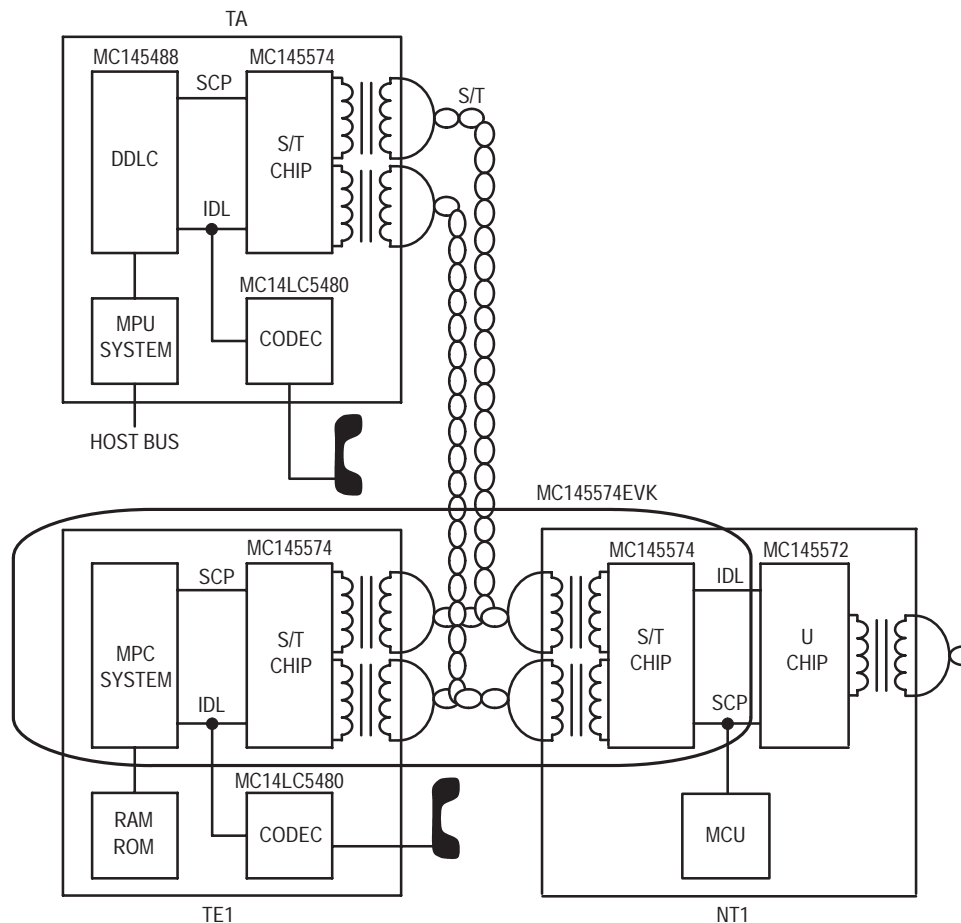 TA
MC145488
MC145574
SCP
S/T
DDLC
S/T
CHIP
IDL
MC14LC5480
MPU
SYSTEM
CODEC
HOST BUS
MC145574EVK
MC145574
MC145574
MC145572
SCP
IDL
MPC
SYSTEM
S/T
CHIP
S/T
CHIP
U
CHIP
IDL
SCP
MC14LC5480
RAM
ROM
CODEC
MCU
TE1
NT1